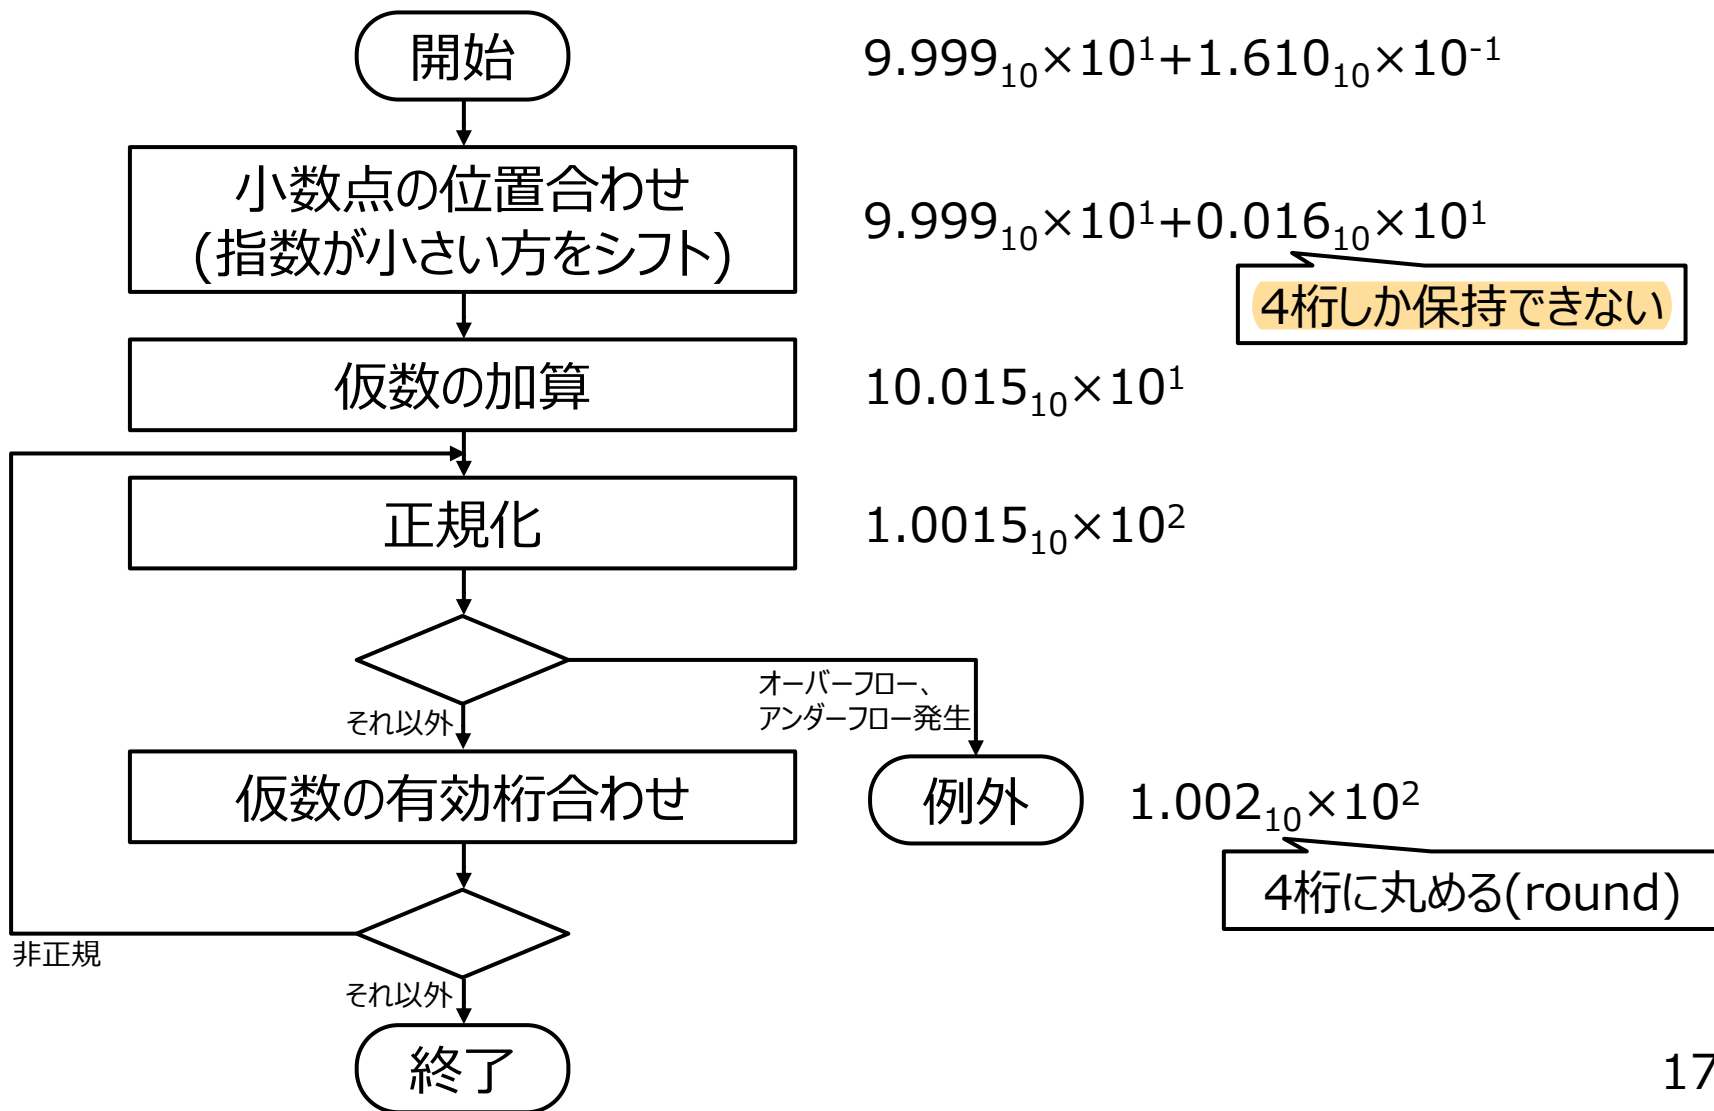 開始
9.999₁₀×10¹+1.610₁₀×10⁻¹
小数点の位置合わせ
(指数が小さい方をシフト)
9.999₁₀×10¹+0.016₁₀×10¹
4桁しか保持できない
仮数の加算
10.015₁₀×10¹
正規化
1.0015₁₀×10²
オーバーフロー、
アンダーフロー発生
それ以外
仮数の有効桁合わせ
例外
1.002₁₀×10²
4桁に丸める(round)
非正規
それ以外
終了
17